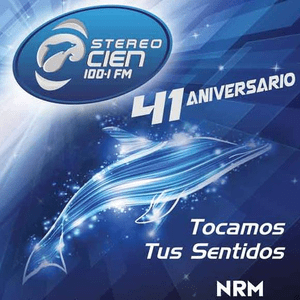 STEREO
CIEN
100•1 FM
41 ANIVERSARIO
Tocamos
Tus Sentidos
NRM